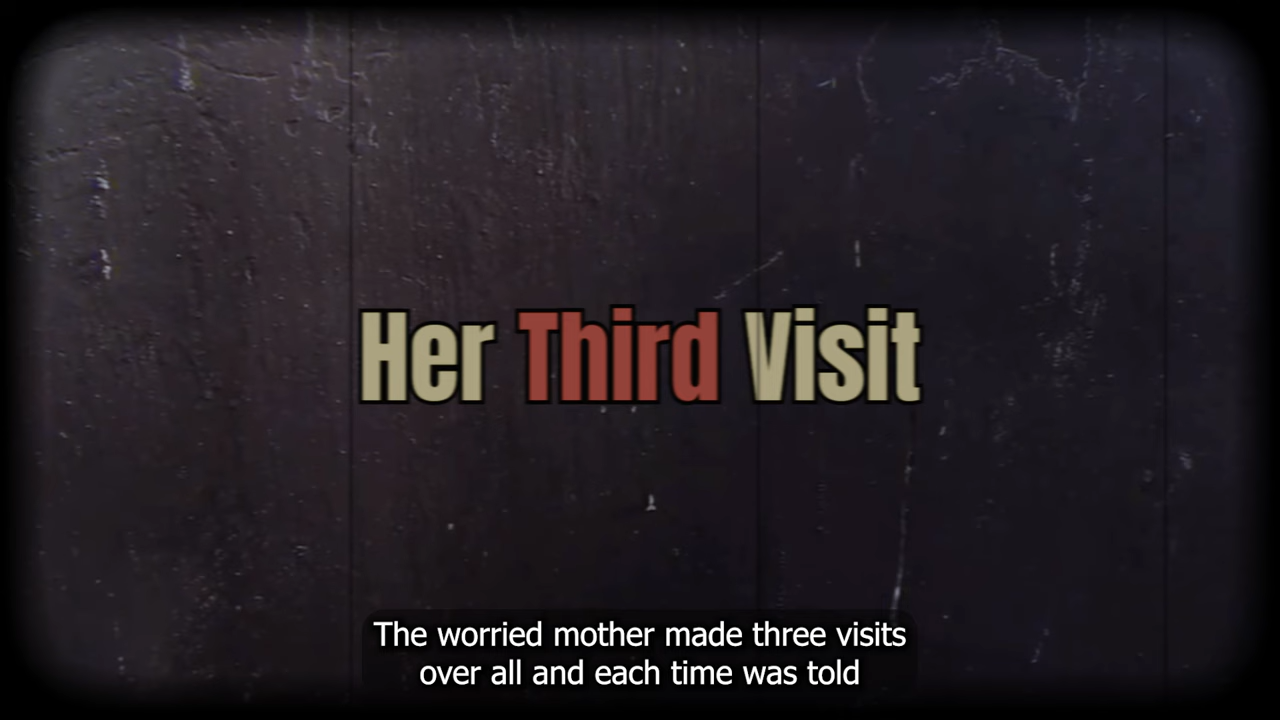 Her Third Visit
The worried mother made three visits
over all and each time was told